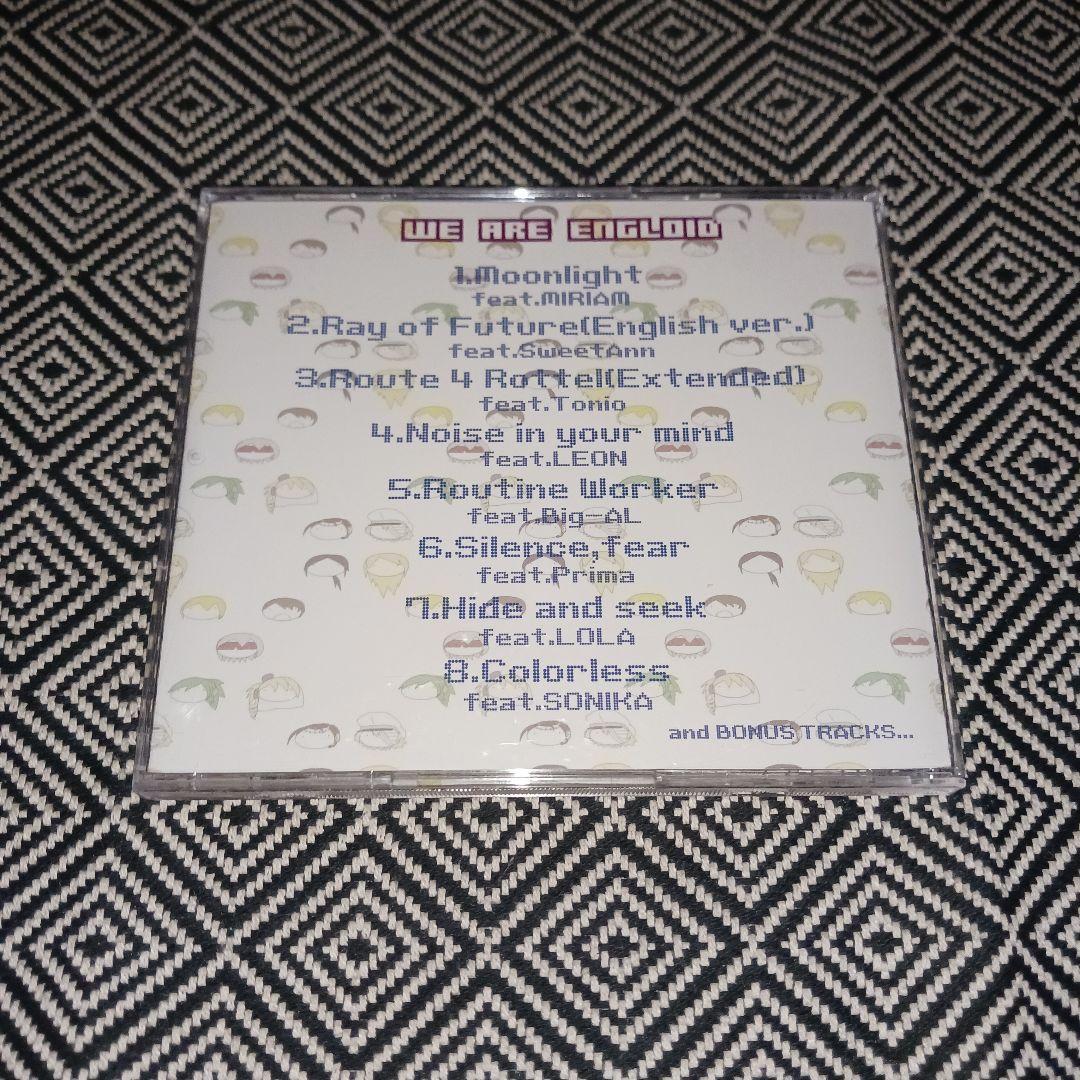 WE ARE ENGLOID
1.Moonlight
feat.MIRIAM
2.Ray of Future(English ver.)
feat.SweetAnn
3.Route 4 Rottel(Extended)
feat.Tonio
4.Noise in your mind
feat.LEON
5.Routine Worker
feat.Big-AL
6.Silence,fear
feat.Prima
7.Hide and seek
feat.LOLA
8.Colorless
feat.SONIKA
and BONUS TRACKS...